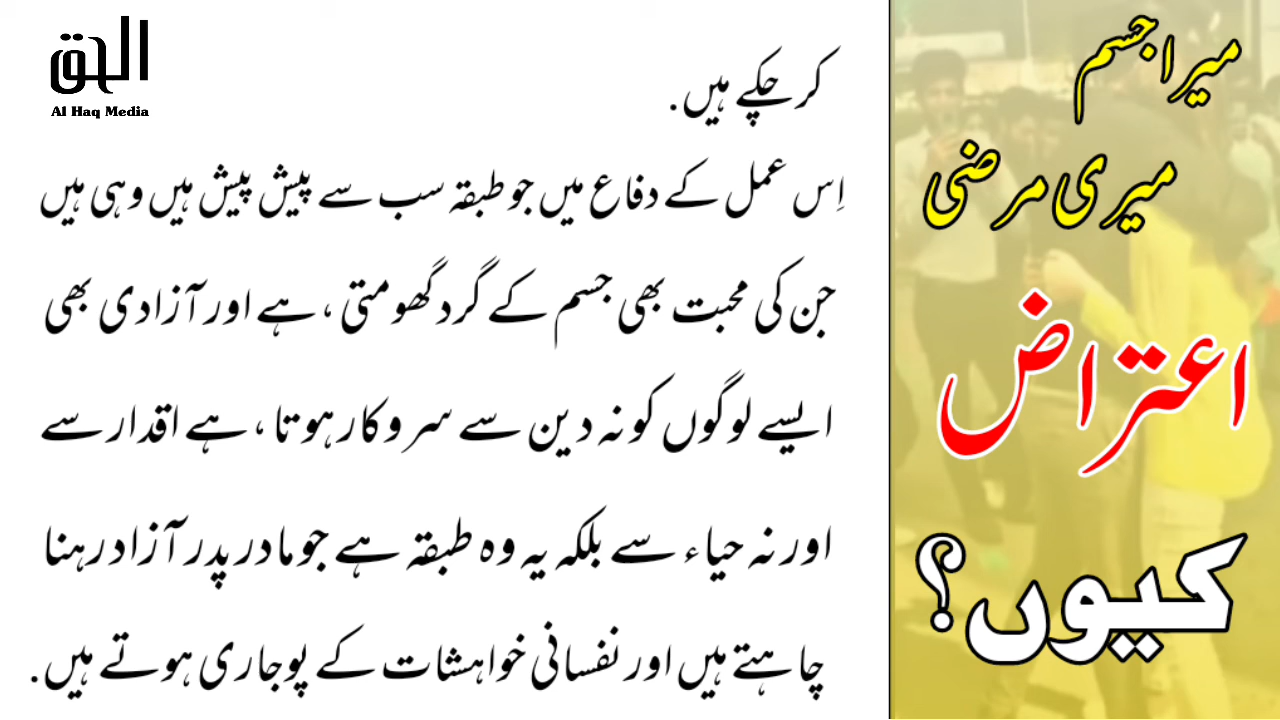 الحق
Al Haq Media
کر چکے ہیں.
اِس عمل کے دفاع میں جو طبقہ سب سے پیش پیش ہیں وہی ہیں
جن کی محبت بھی جسم کے گرد گھومتی ، ہے اور آزادی بھی
ایسے لوگوں کو نہ دین سے سروکار ہوتا ، ہے اقدار سے
اور نہ حیاء سے بلکہ یہ وہ طبقہ ہے جو مادر پدر آزاد رہنا
چاہتے ہیں اور نفسانی خواہشات کے پوجاری ہوتے ہیں.
میرا جسم
میری مرضی
اعتراض
کیوں؟